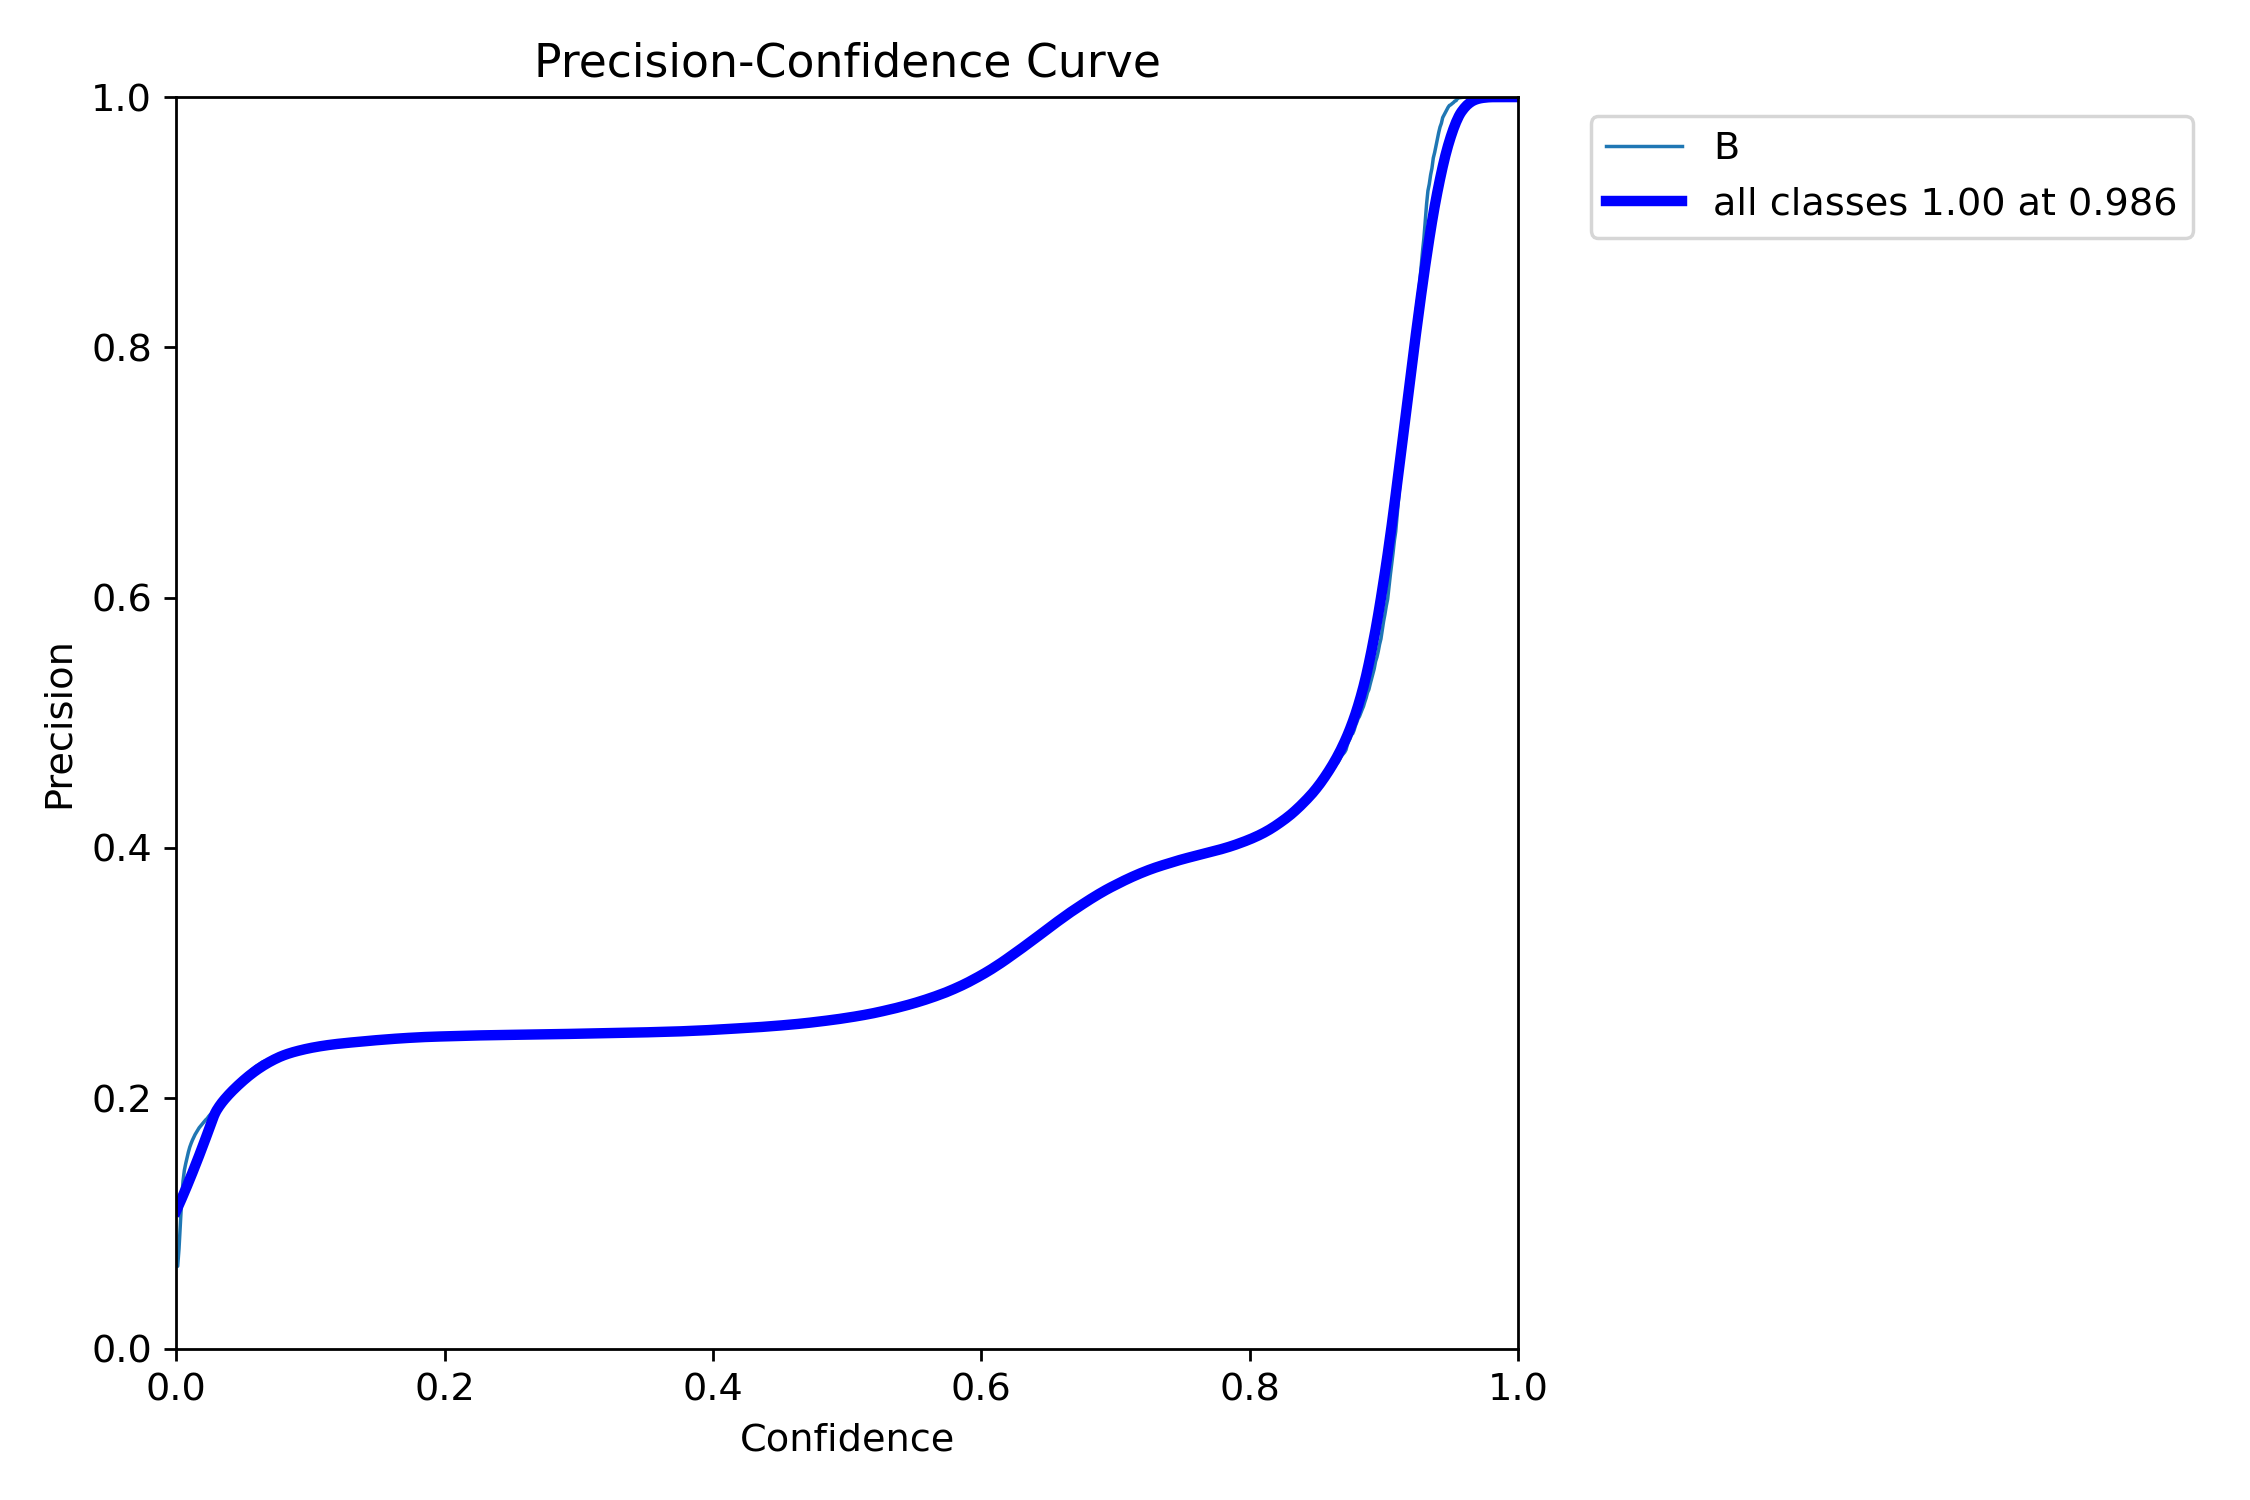 Precision-Confidence Curve
1.0
0.8
0.6
0.4
0.2
0.0
Precision
0.0 0.2 0.4 0.6 0.8 1.0
Confidence
B
all classes 1.00 at 0.986